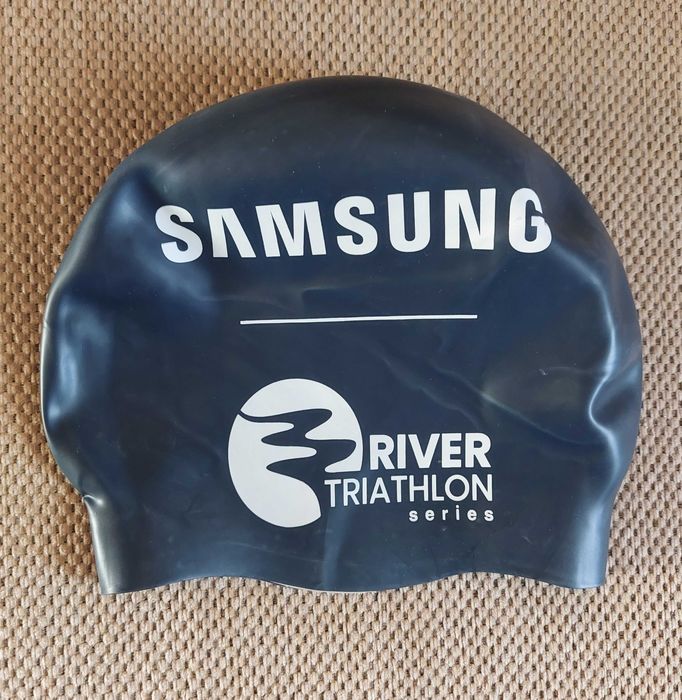 SAMSUNG
RIVER
TRIATHLON
series